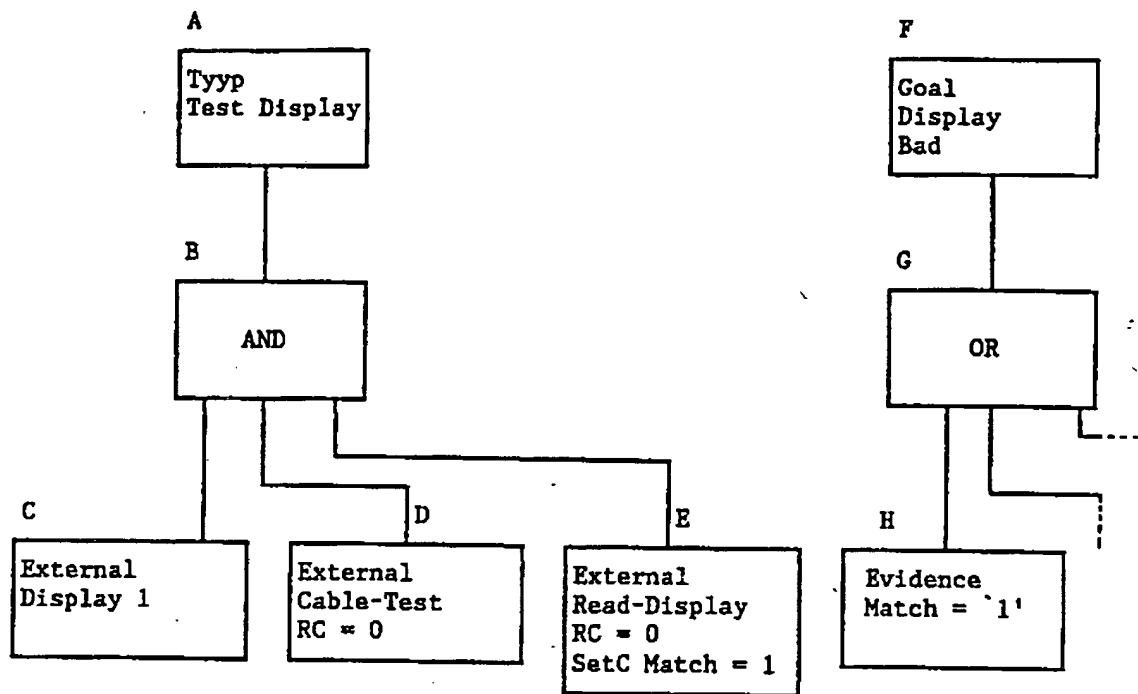 A
Tyyp
Test Display
F
Goal
Display
Bad
B
AND
G
OR
C
External
Display 1
D
External
Cable-Test
RC = 0
E
External
Read-Display
RC = 0
SetC Match = 1
H
Evidence
Match = `1'